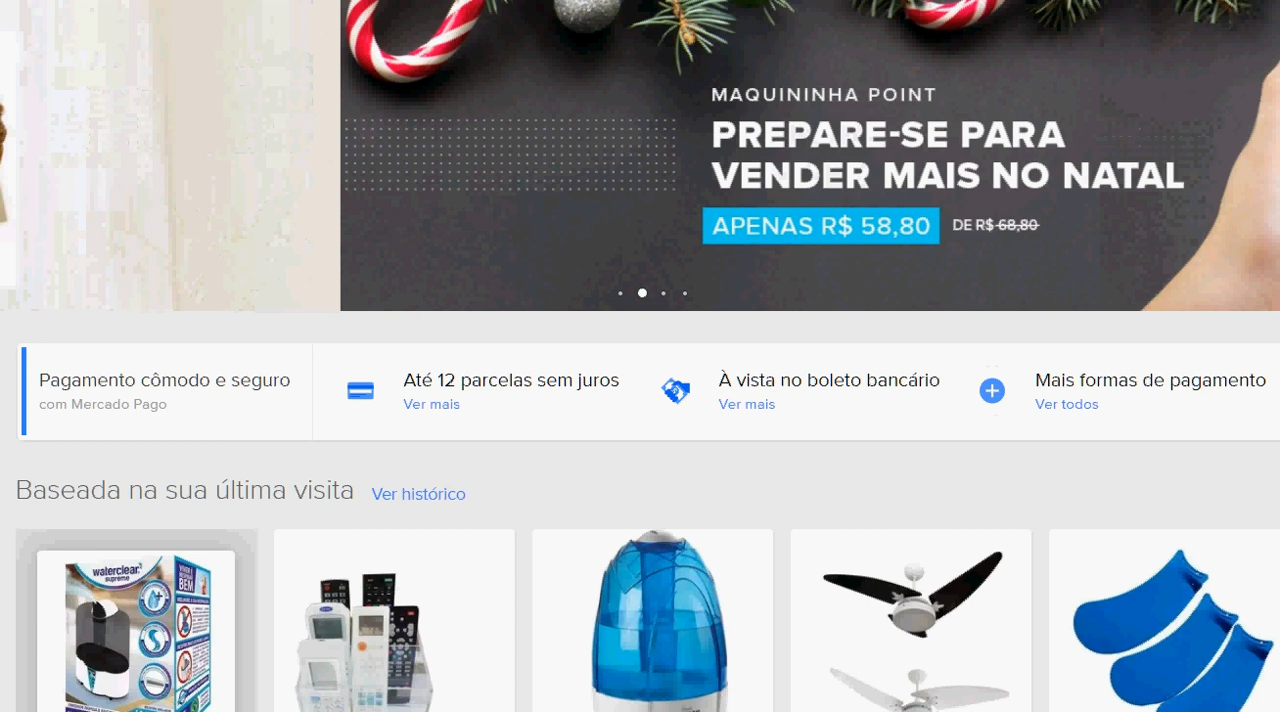 MAQUININHA POINT
PREPARE-SE PARA
VENDER MAIS NO NATAL
APENAS R$ 58,80 DE R$ 68,80
Pagamento cômodo e seguro
com Mercado Pago
Até 12 parcelas sem juros
Ver mais
À vista no boleto bancário
Ver mais
Mais formas de pagamento
Ver todos
Baseada na sua última visita Ver histórico
waterclear
supreme
BEM